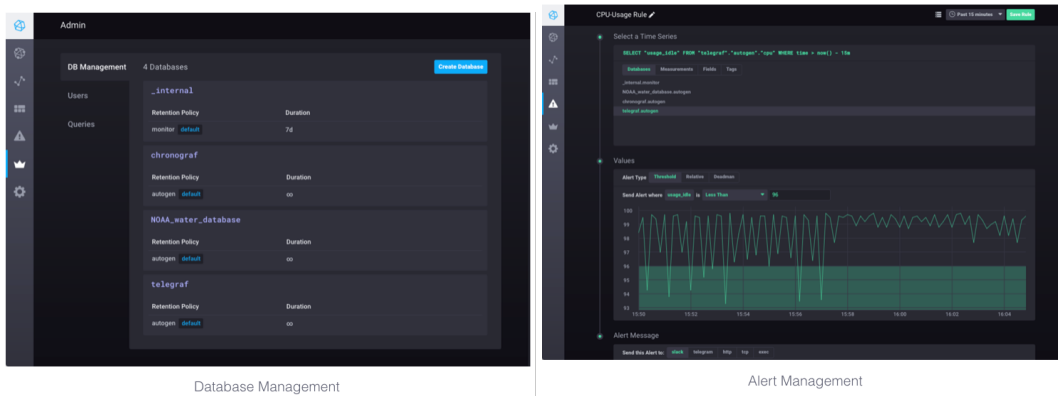 Admin
DB Management
Users
Queries
4 Databases
Create Database
_internal
Retention Policy Duration
monitor default 7d
chronograf
Retention Policy Duration
autogen default ∞
NOAA_water_database
Retention Policy Duration
autogen default ∞
telegraf
Retention Policy Duration
autogen default ∞
Database Management
CPU-Usage Rule
Past 15 minutes
Save Rule
Select a Time Series
SELECT "usage_idle" FROM "telegraf"."autogen"."cpu" WHERE time > now() - 15m
Databases Measurements Fields Tags
_internal.monitor
NOAA_water_database.autogen
chronograf.autogen
telegraf.autogen
Values
Alert Type Threshold Relative Deadman
Send Alert where usage_idle is Less Than 96
100
99
98
97
96
95
94
93
15:50 15:52 15:54 15:56 15:58 16:00 16:02 16:04
Alert Message
Send this Alert to: slack telegram http tcp exec
Alert Management